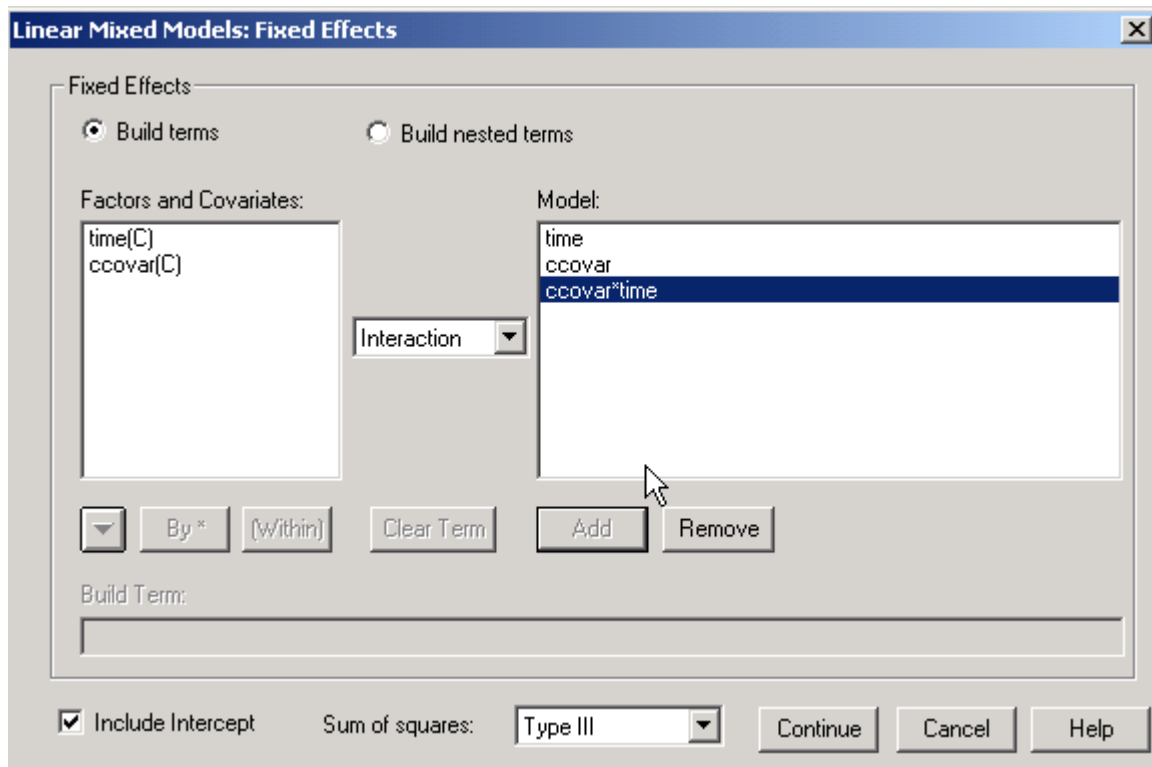 Linear Mixed Models: Fixed Effects
Fixed Effects
Build terms
Build nested terms
Factors and Covariates:
Model:
time(C)
ccovar(C)
time
ccovar
ccovar*time
Interaction
By *
(Within)
Clear Term
Add
Remove
Build Term:
Include Intercept
Sum of squares:
Type III
Continue
Cancel
Help